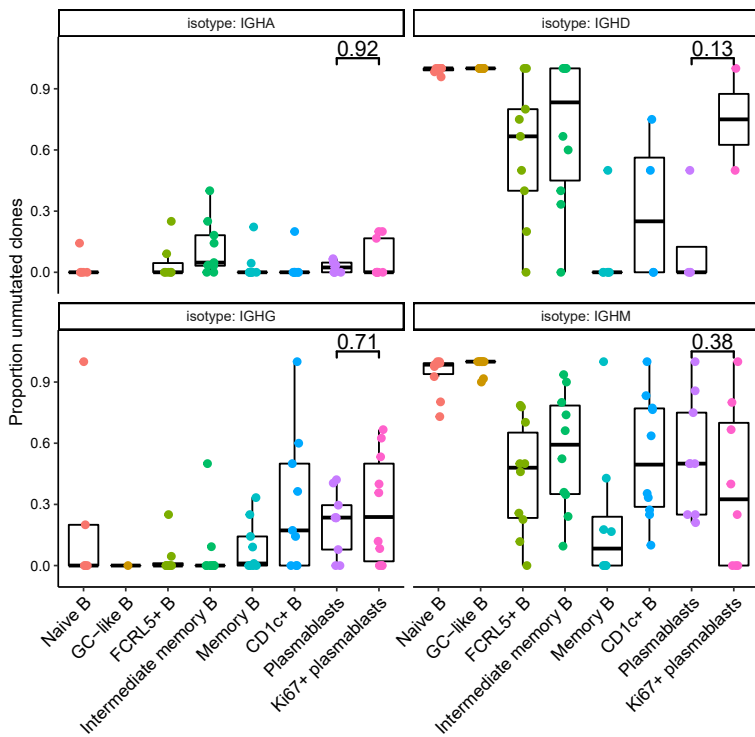 isotype: IGHA
isotype: IGHD
0.92
0.13
0.9
0.6
0.3
0.0
isotype: IGHG
isotype: IGHM
0.71
0.38
0.9
0.6
0.3
0.0
Proportion unmutated clones
Naive B
GC−like B
FCRL5+ B
Intermediate memory B
Memory B
CD1c+ B
Plasmablasts
Ki67+ plasmablasts
Naive B
GC−like B
FCRL5+ B
Intermediate memory B
Memory B
CD1c+ B
Plasmablasts
Ki67+ plasmablasts